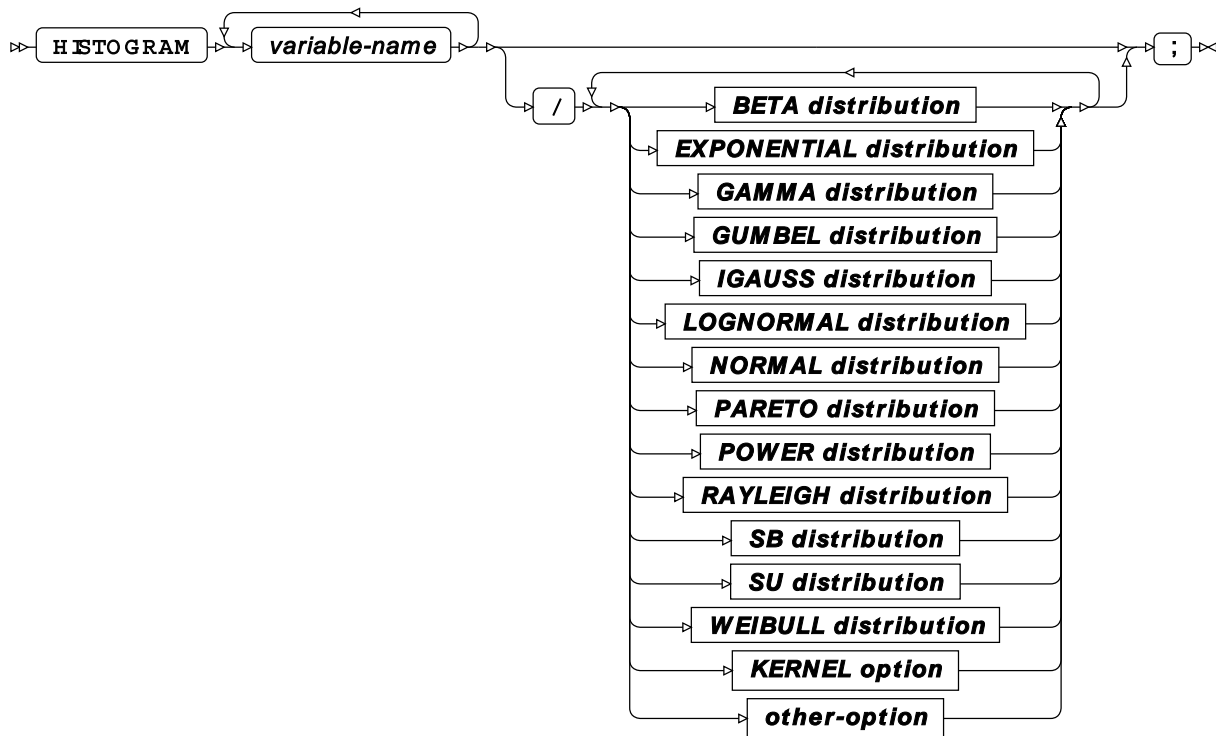 HISTOGRAM variable-name ;
/ BETA distribution
EXPONENTIAL distribution
GAMMA distribution
GUMBEL distribution
IGAUSS distribution
LOGNORMAL distribution
NORMAL distribution
PARETO distribution
POWER distribution
RAYLEIGH distribution
SB distribution
SU distribution
WEIBULL distribution
KERNEL option
other-option